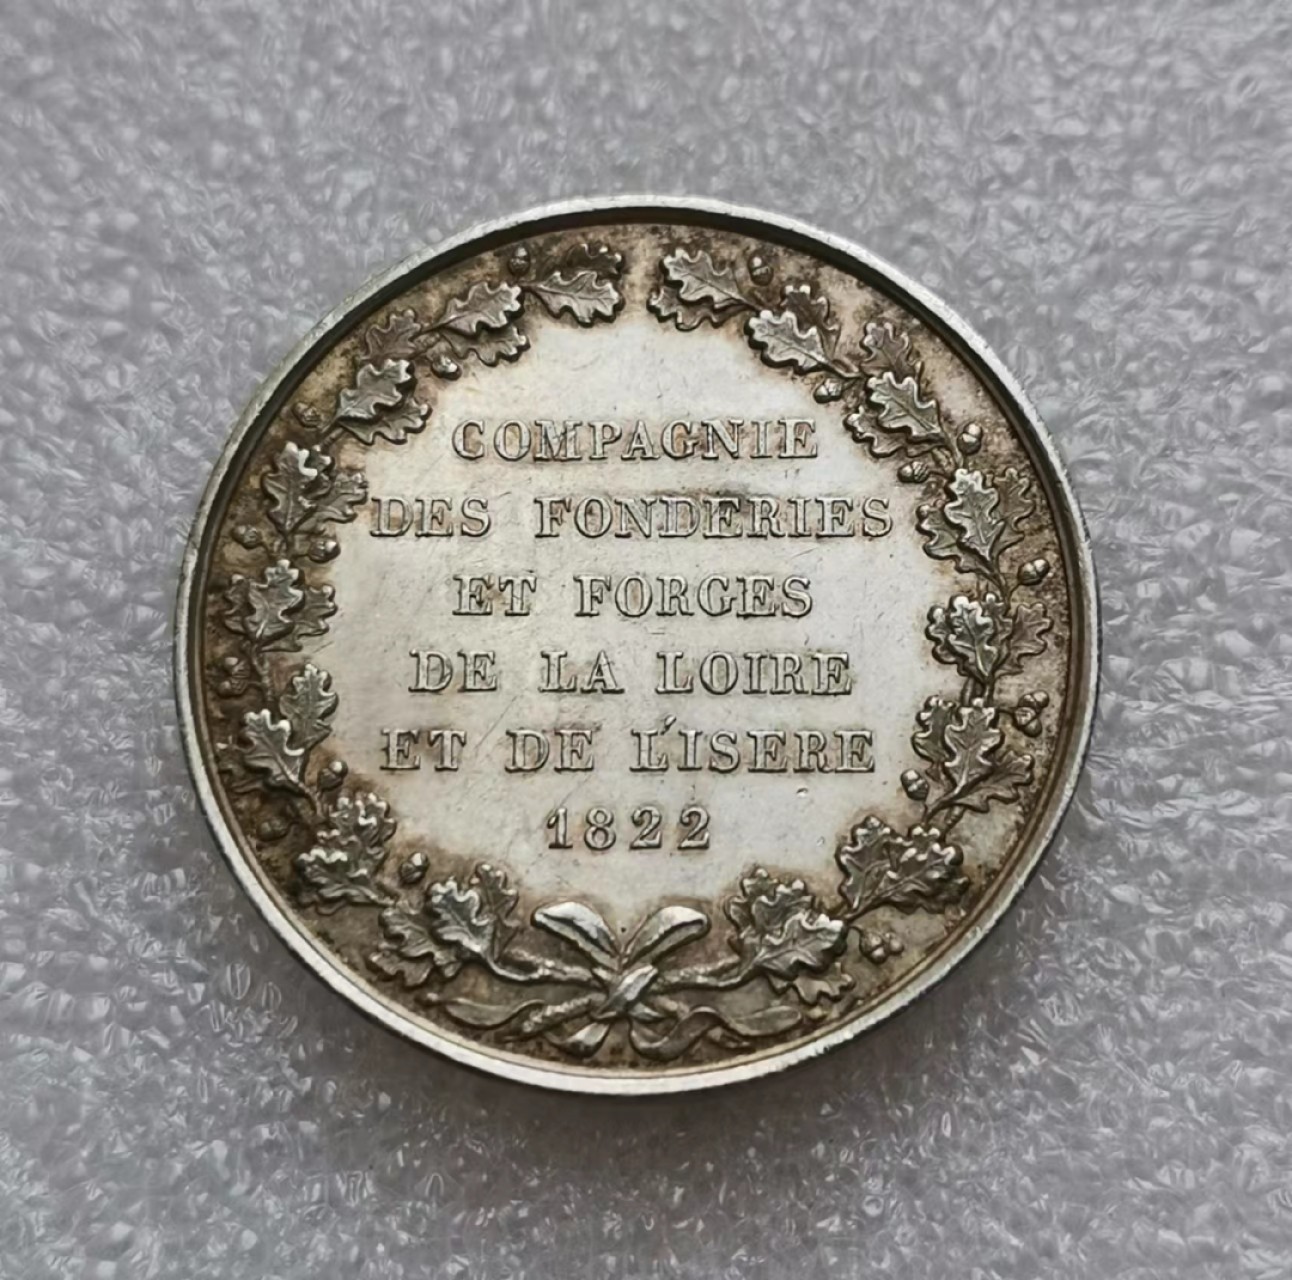 COMPAGNIE
DES FONDERIES
ET FORGES
DE LA LOIRE
ET DE L'ISERE
1822